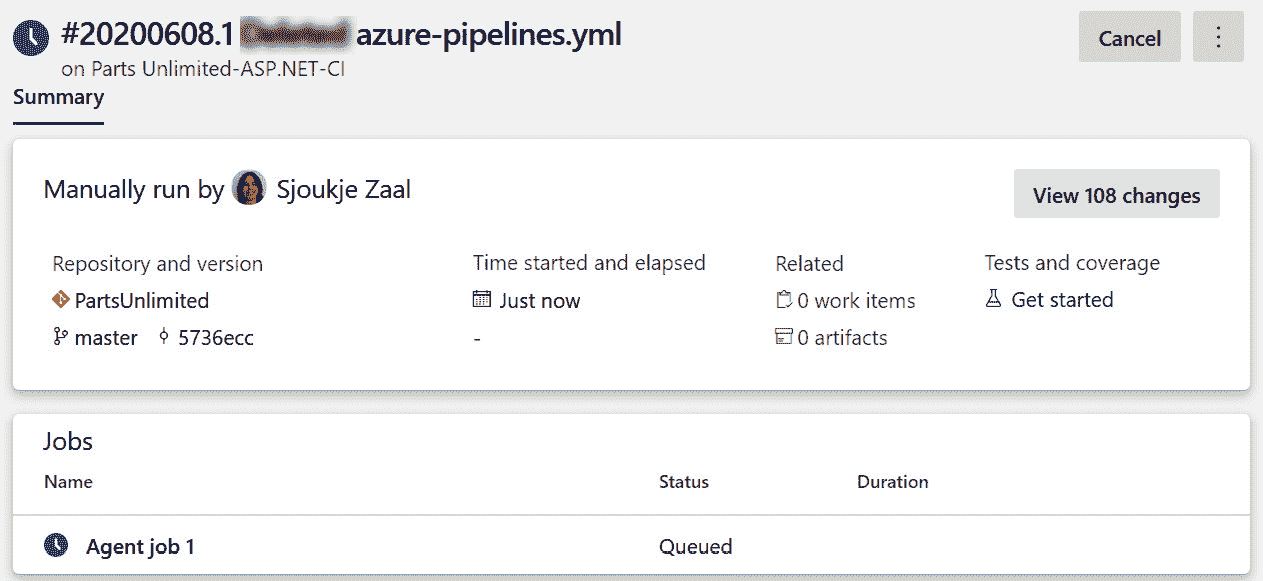 #20200608.1 azure-pipelines.yml
Cancel
on Parts Unlimited-ASP.NET-CI
Summary
Manually run by Sjoukje Zaal
View 108 changes
Repository and version
Time started and elapsed
Related
Tests and coverage
PartsUnlimited
Just now
0 work items
Get started
master 5736ecc
-
0 artifacts
Jobs
Name Status Duration
Agent job 1 Queued